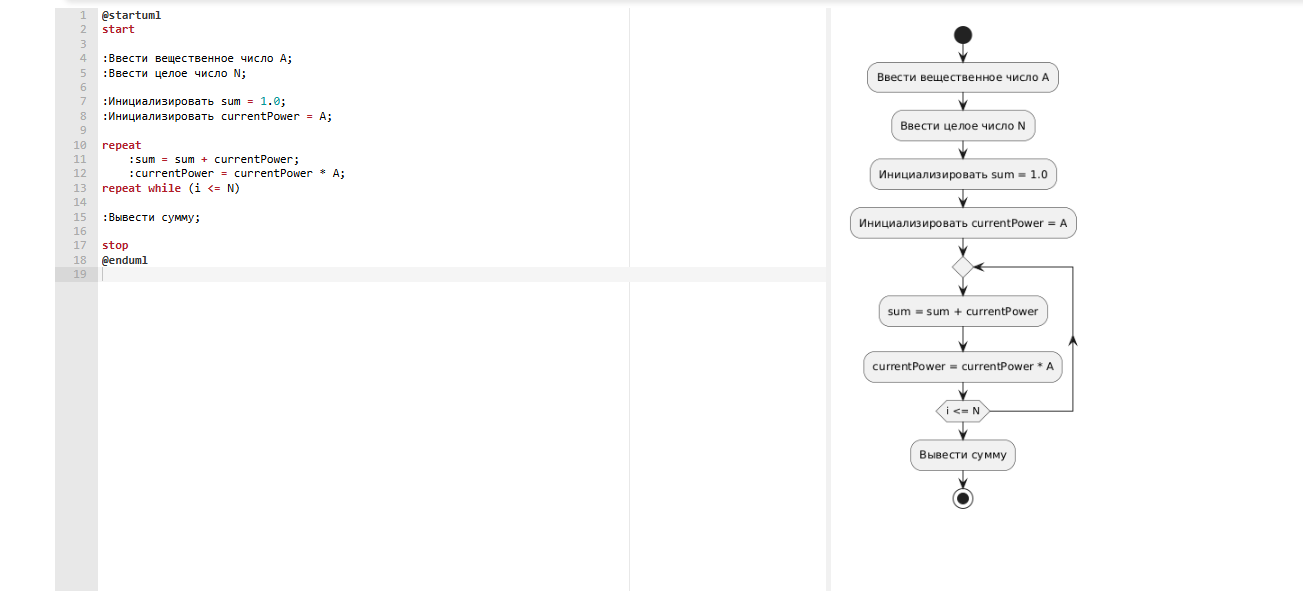 1 @startuml
2 start
3
4 :Ввести вещественное число A;
5 :Ввести целое число N;
6
7 :Инициализировать sum = 1.0;
8 :Инициализировать currentPower = A;
9
10 repeat
11 :sum = sum + currentPower;
12 :currentPower = currentPower * A;
13 repeat while (i <= N)
14
15 :Вывести сумму;
16
17 stop
18 @enduml
19
Ввести вещественное число A
Ввести целое число N
Инициализировать sum = 1.0
Инициализировать currentPower = A
sum = sum + currentPower
currentPower = currentPower * A
i <= N
Вывести сумму